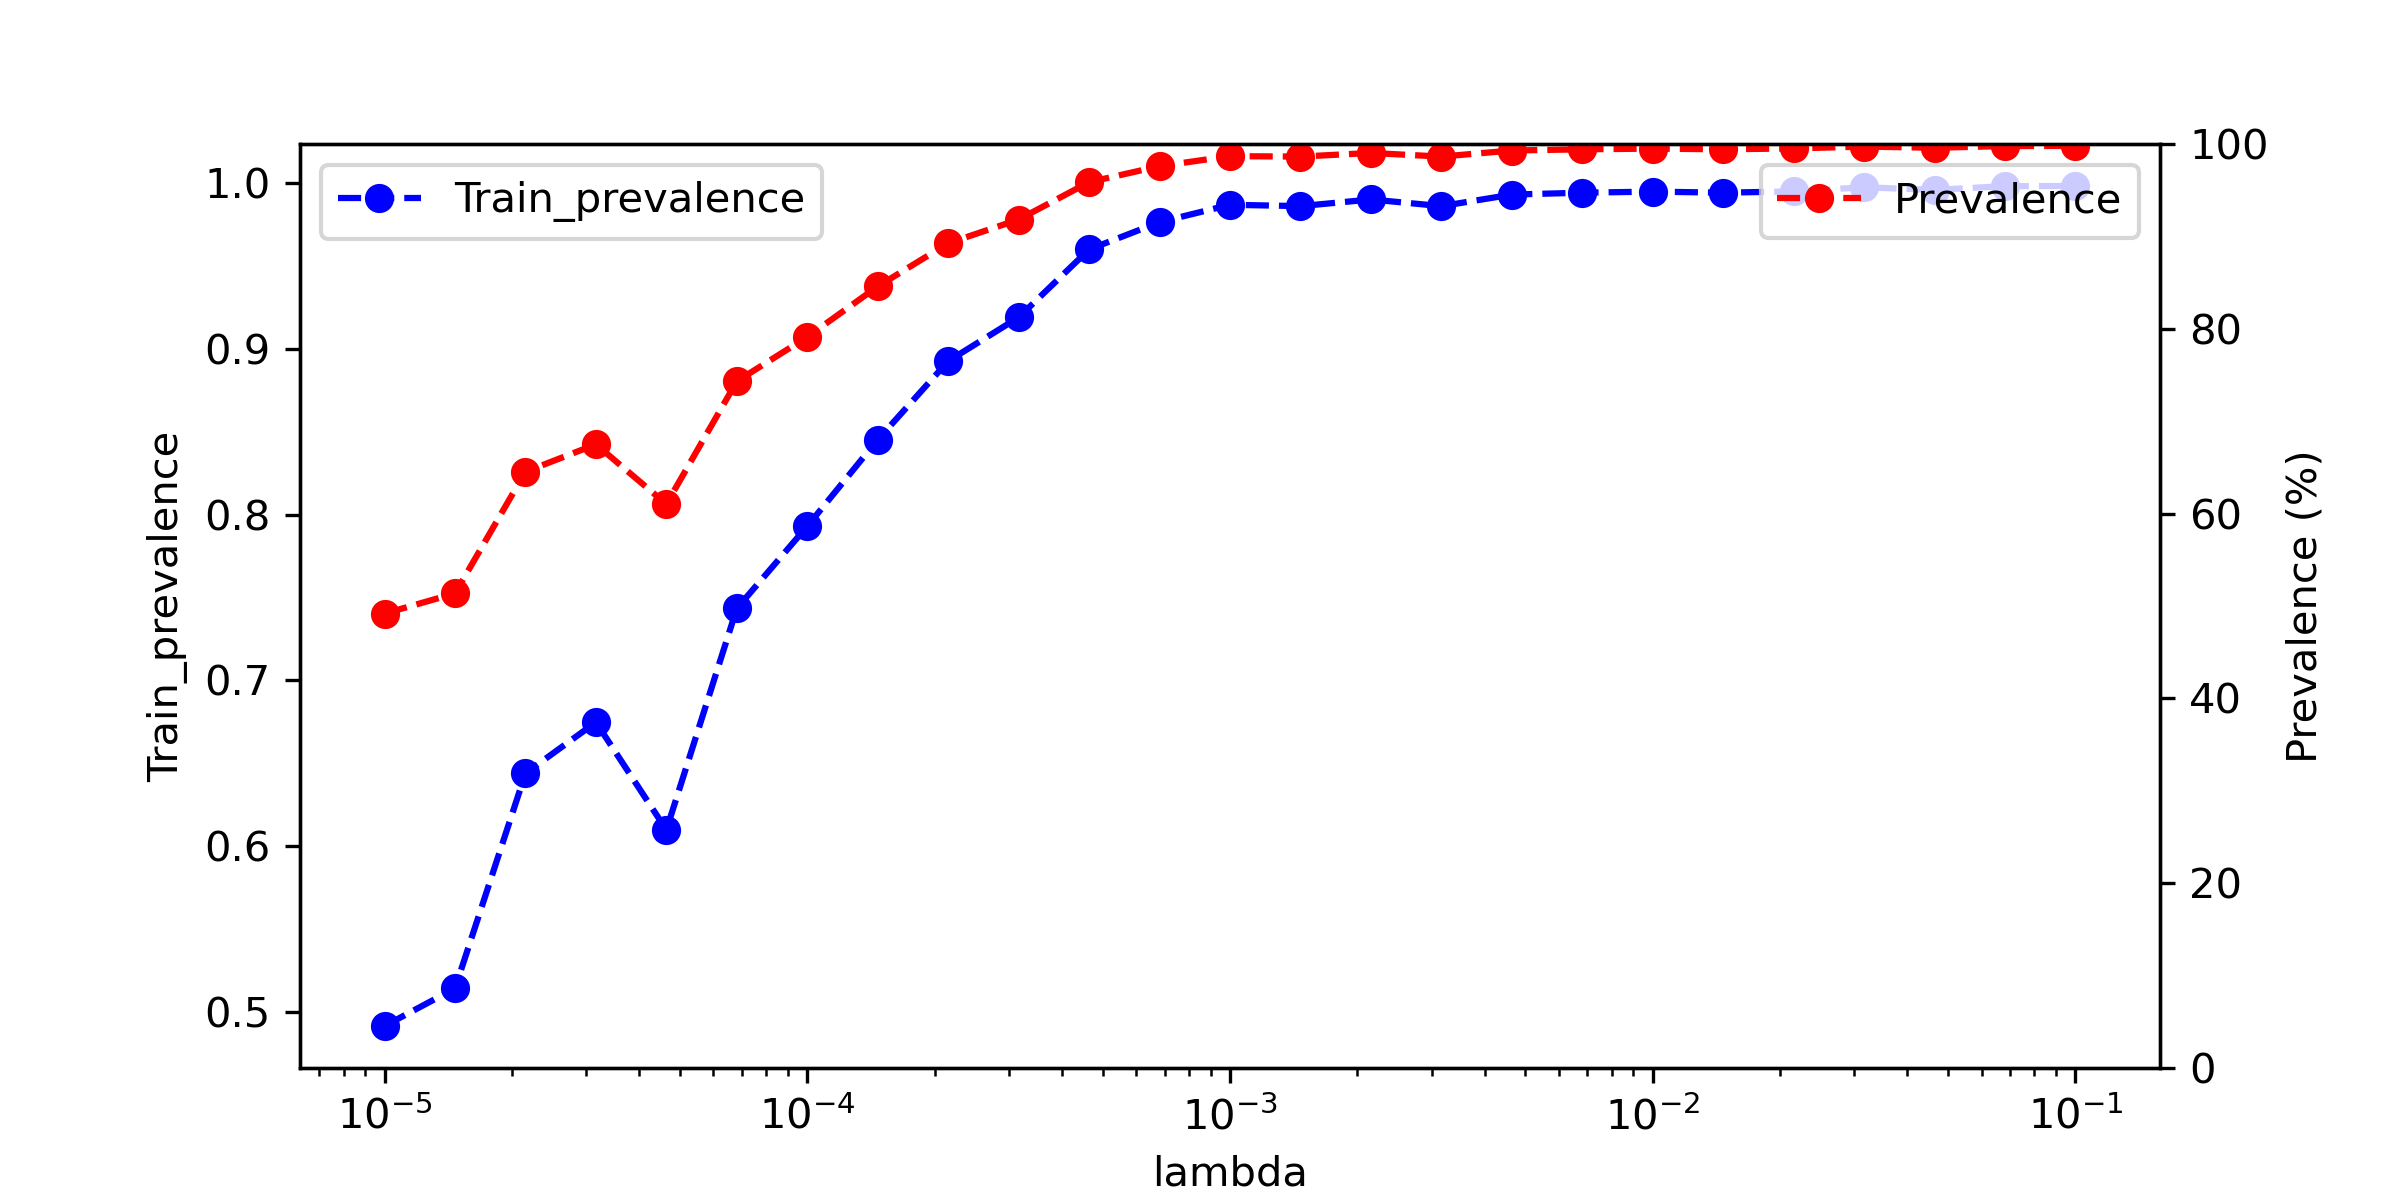 Train_prevalence
Prevalence
1.0
0.9
0.8
0.7
0.6
0.5
Train_prevalence
100
80
60
40
20
0
Prevalence (%)
10⁻⁵ 10⁻⁴ 10⁻³ 10⁻² 10⁻¹
lambda